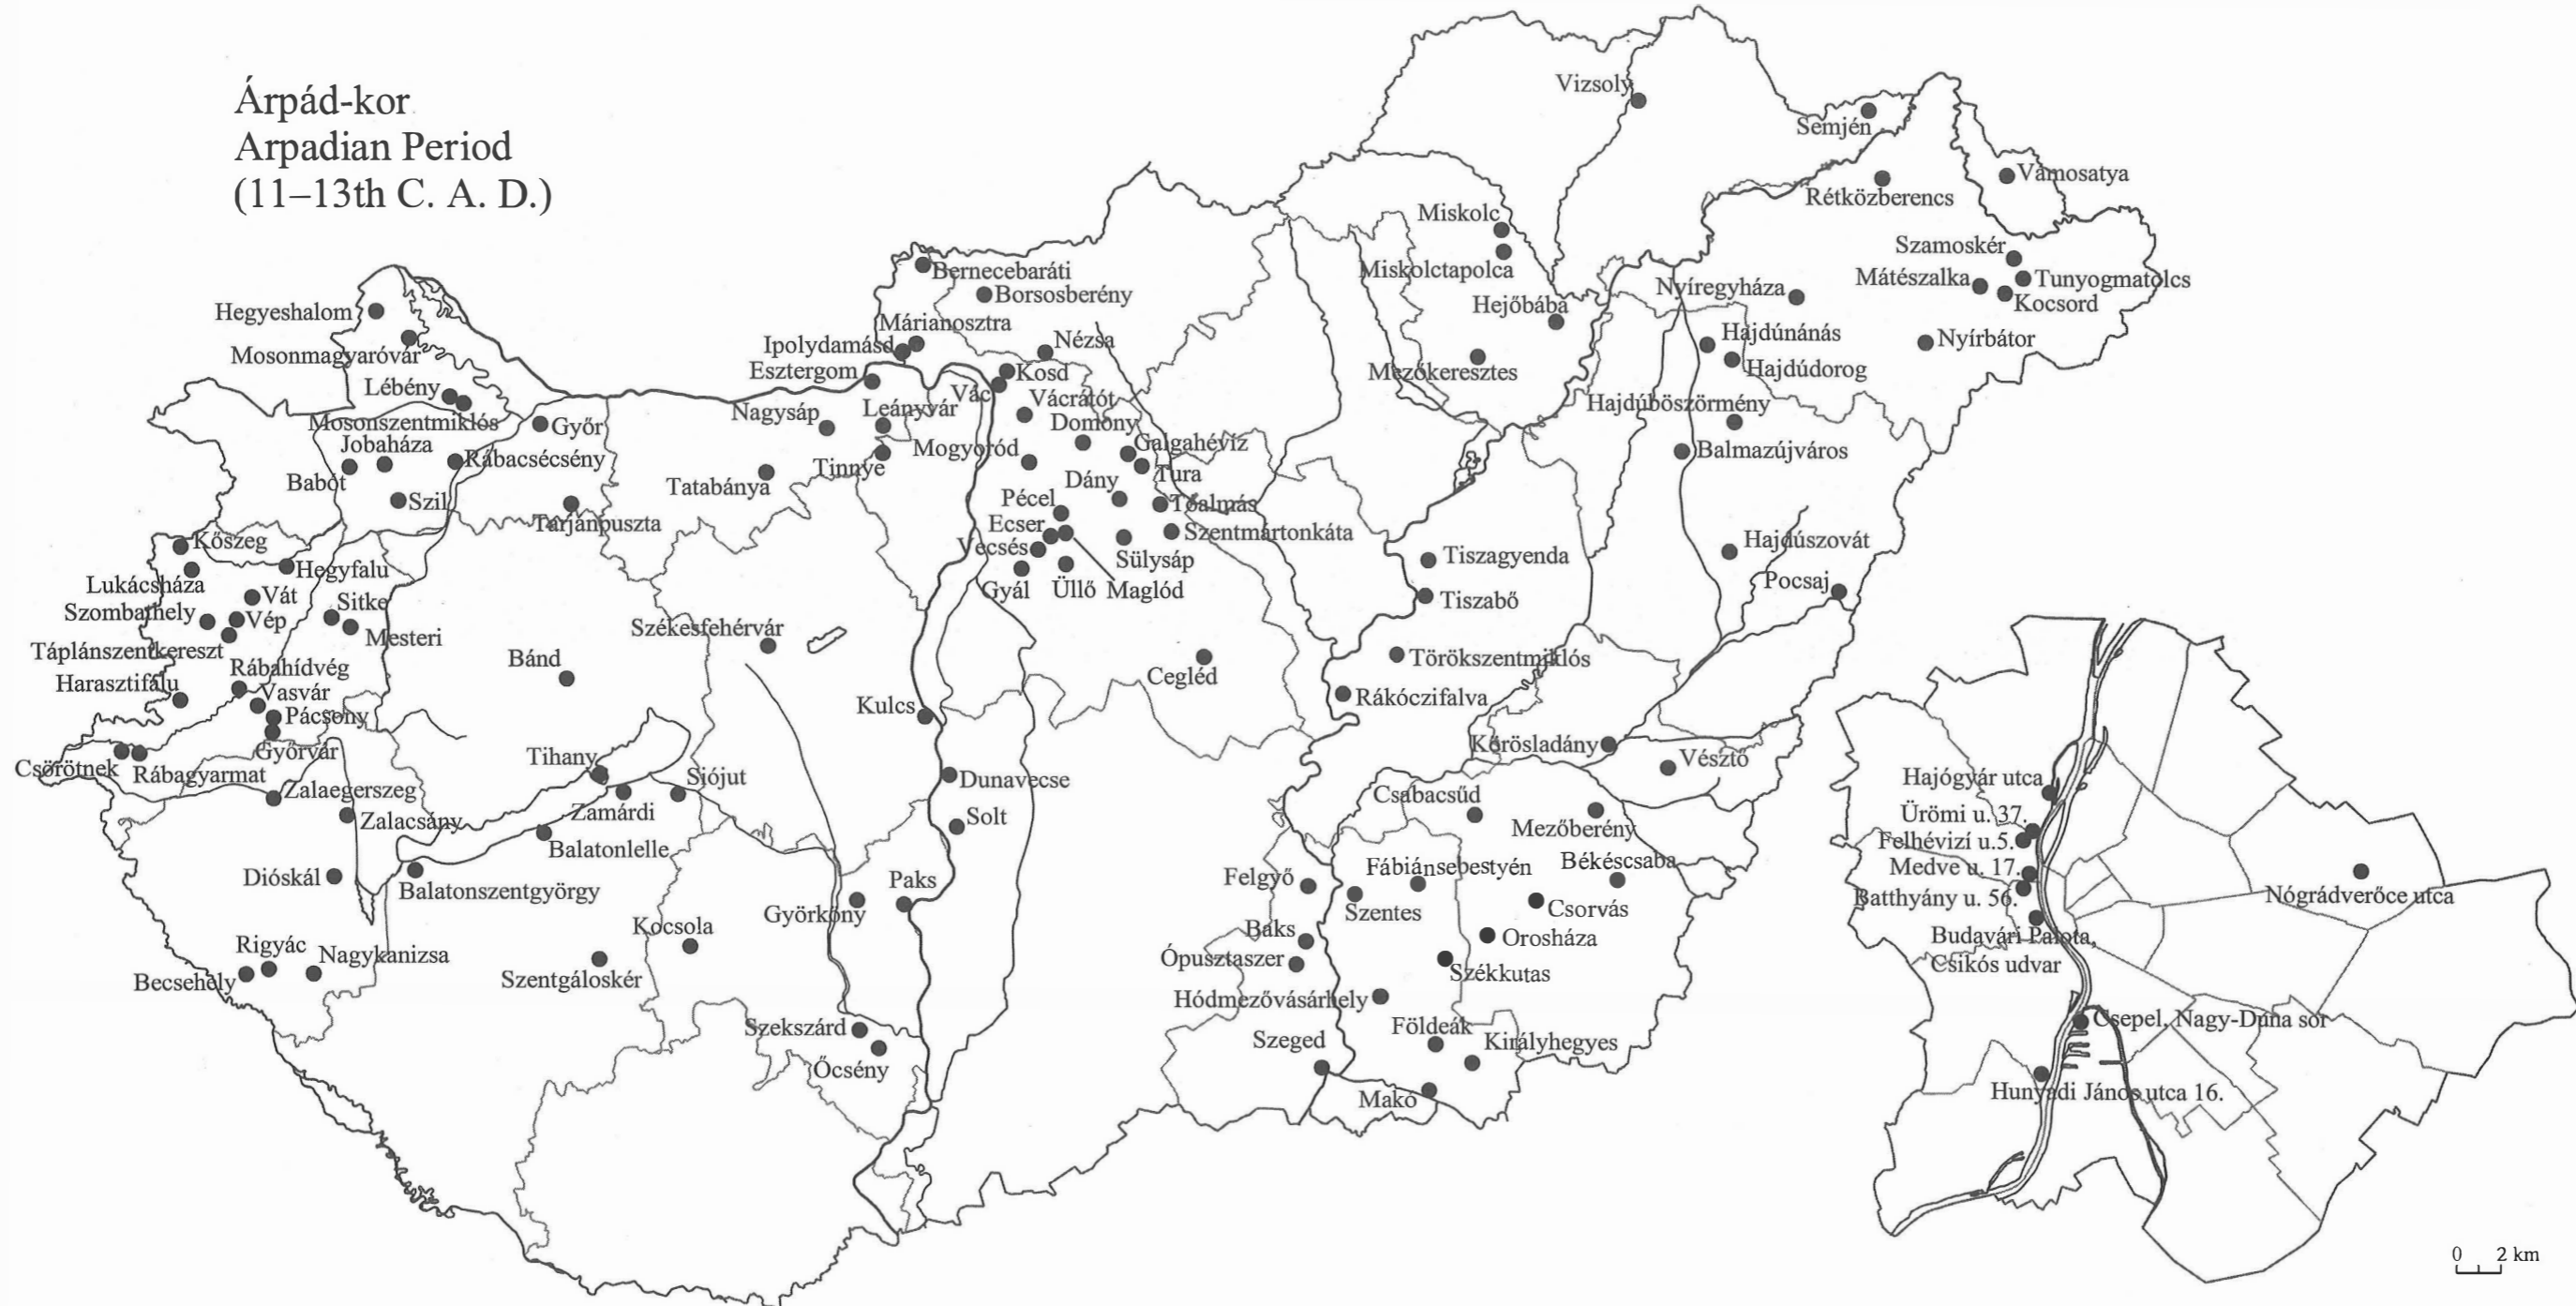 Árpád-kor
Arpadian Period
(11–13th C. A. D.)
Vizsoly
Semjén
Vámosatya
Rétközberencs
Miskolc
Miskolctapolca
Szamoskér
Mátészalka
Tunyogmatolcs
Kocsord
Nyíregyháza
Hejőbába
Hajdúnánás
Nyírbátor
Hajdúdorog
Mezőkeresztes
Hajdúböszörmény
Balmazújváros
Hegyeshalom
Mosonmagyaróvár
Lébény
Mosonszentmiklós
Jobaháza
Győr
Babót
Rábacsécsény
Szil
Tarjánpuszta
Bernecebaráti
Borsosberény
Márianosztra
Ipolydamásd
Nézsa
Esztergom
Kosd
Vác
Nagysáp
Leányvár
Vácrátót
Domony
Mogyoród
Galgahévíz
Tinnye
Tatabánya
Dány
Tura
Pécel
Tóalmás
Ecser
Szentmártonkáta
Vecsés
Sülysáp
Gyál
Üllő
Maglód
Tiszagyenda
Hajdúszovát
Pocsaj
Tiszabő
Kőszeg
Hegyfalu
Lukácsháza
Vát
Sitke
Szombathely
Vép
Mesteri
Táplánszentkereszt
Rábahídvég
Harasztifalu
Vasvár
Pácsony
Győrvár
Csörötnek
Rábagyarmat
Székesfehérvár
Bánd
Cegléd
Törökszentmiklós
Rákóczifalva
Kulcs
Körösladány
Vésztő
Tihany
Siójut
Dunavecse
Zalaegerszeg
Zamárdi
Zalacsány
Solt
Csabacsűd
Mezőberény
Balatonlelle
Dióskál
Balatonszentgyörgy
Paks
Györköny
Felgyő
Fábiánsebestyén
Békéscsaba
Szentes
Csorvás
Kocsola
Baks
Orosháza
Rigyác
Nagykanizsa
Becsehely
Szentgáloskér
Ópusztaszer
Székkutas
Hódmezővásárhely
Szekszárd
Földeák
Szeged
Királyhegyes
Őcsény
Makó
Hajógyár utca
Ürömi u. 37.
Felhévizí u.5.
Medve u. 17.
Batthyány u. 56.
Nógrádverőce utca
Budavári Palota,
Csikós udvar
Csepel, Nagy-Duna sor
Hunyadi János utca 16.
0 2 km